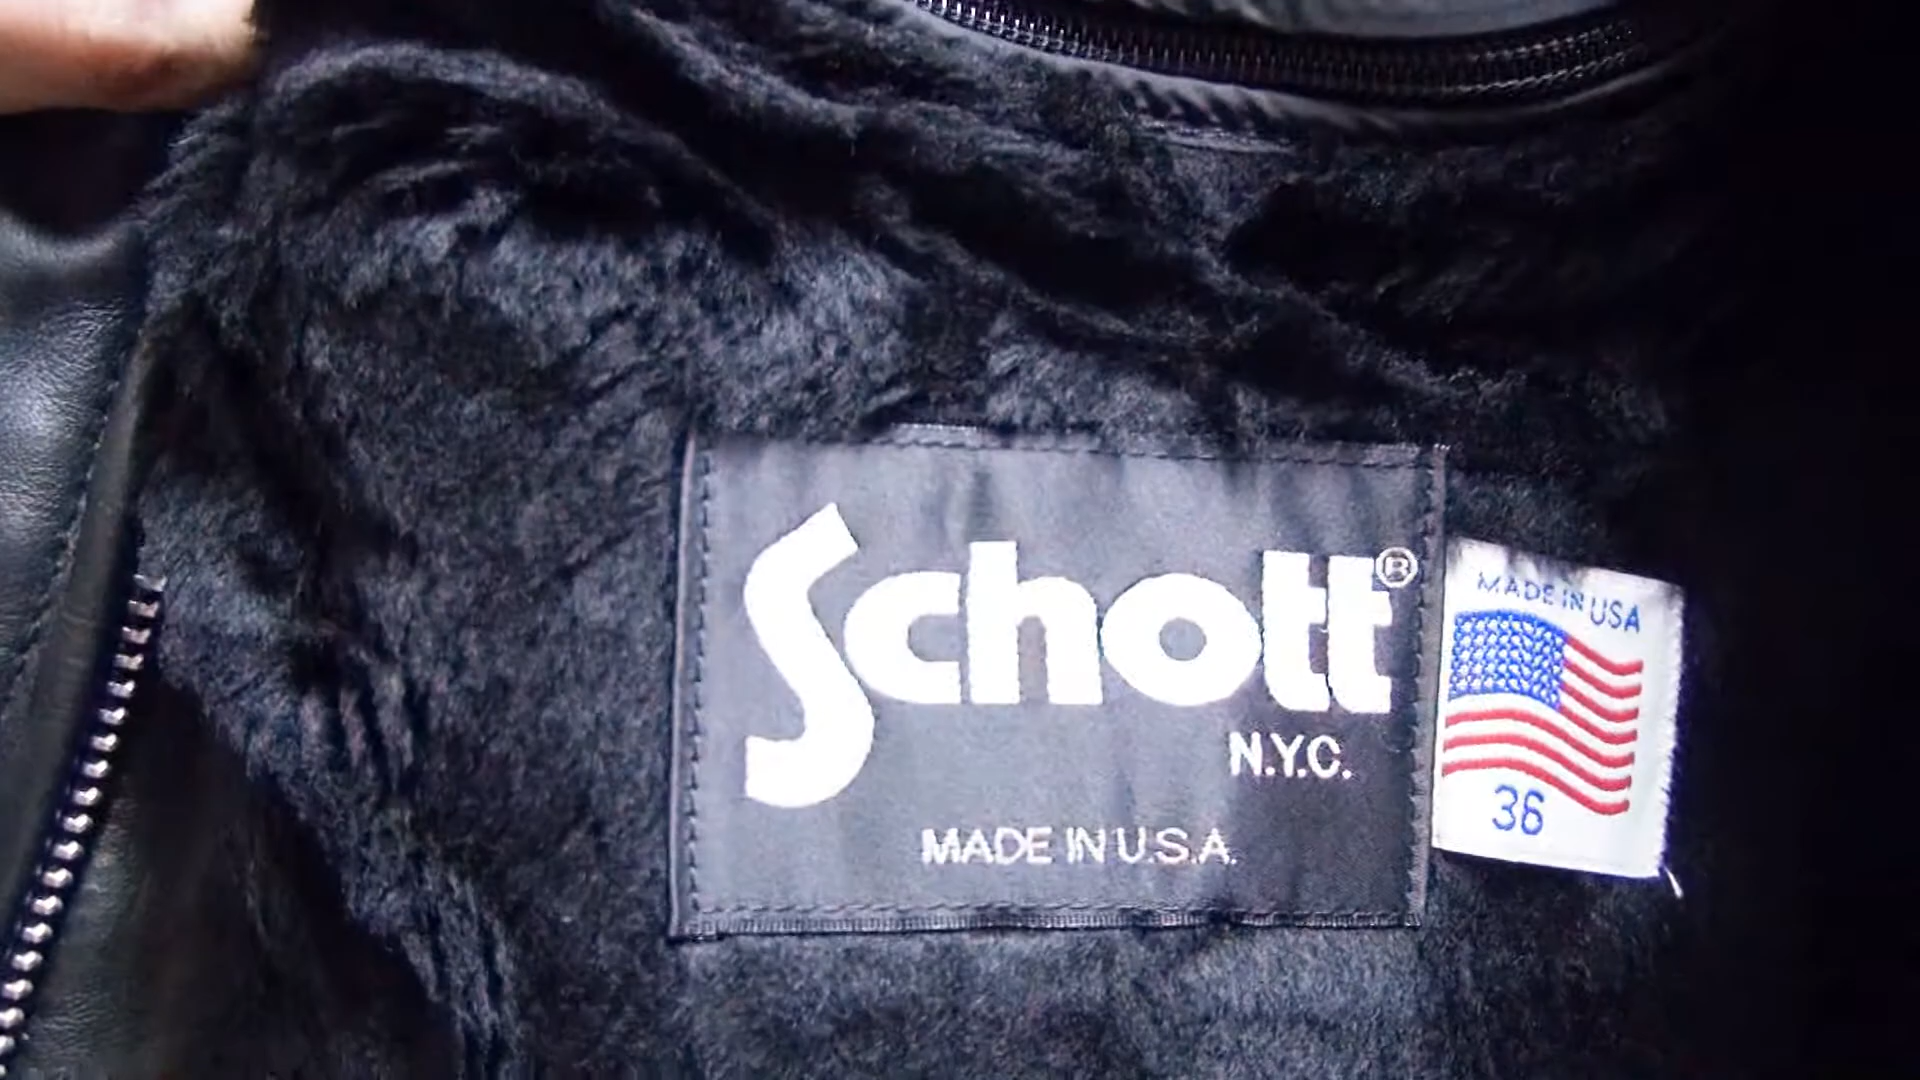 Schott®
N.Y.C.
MADE IN U.S.A.
MADE IN USA
36